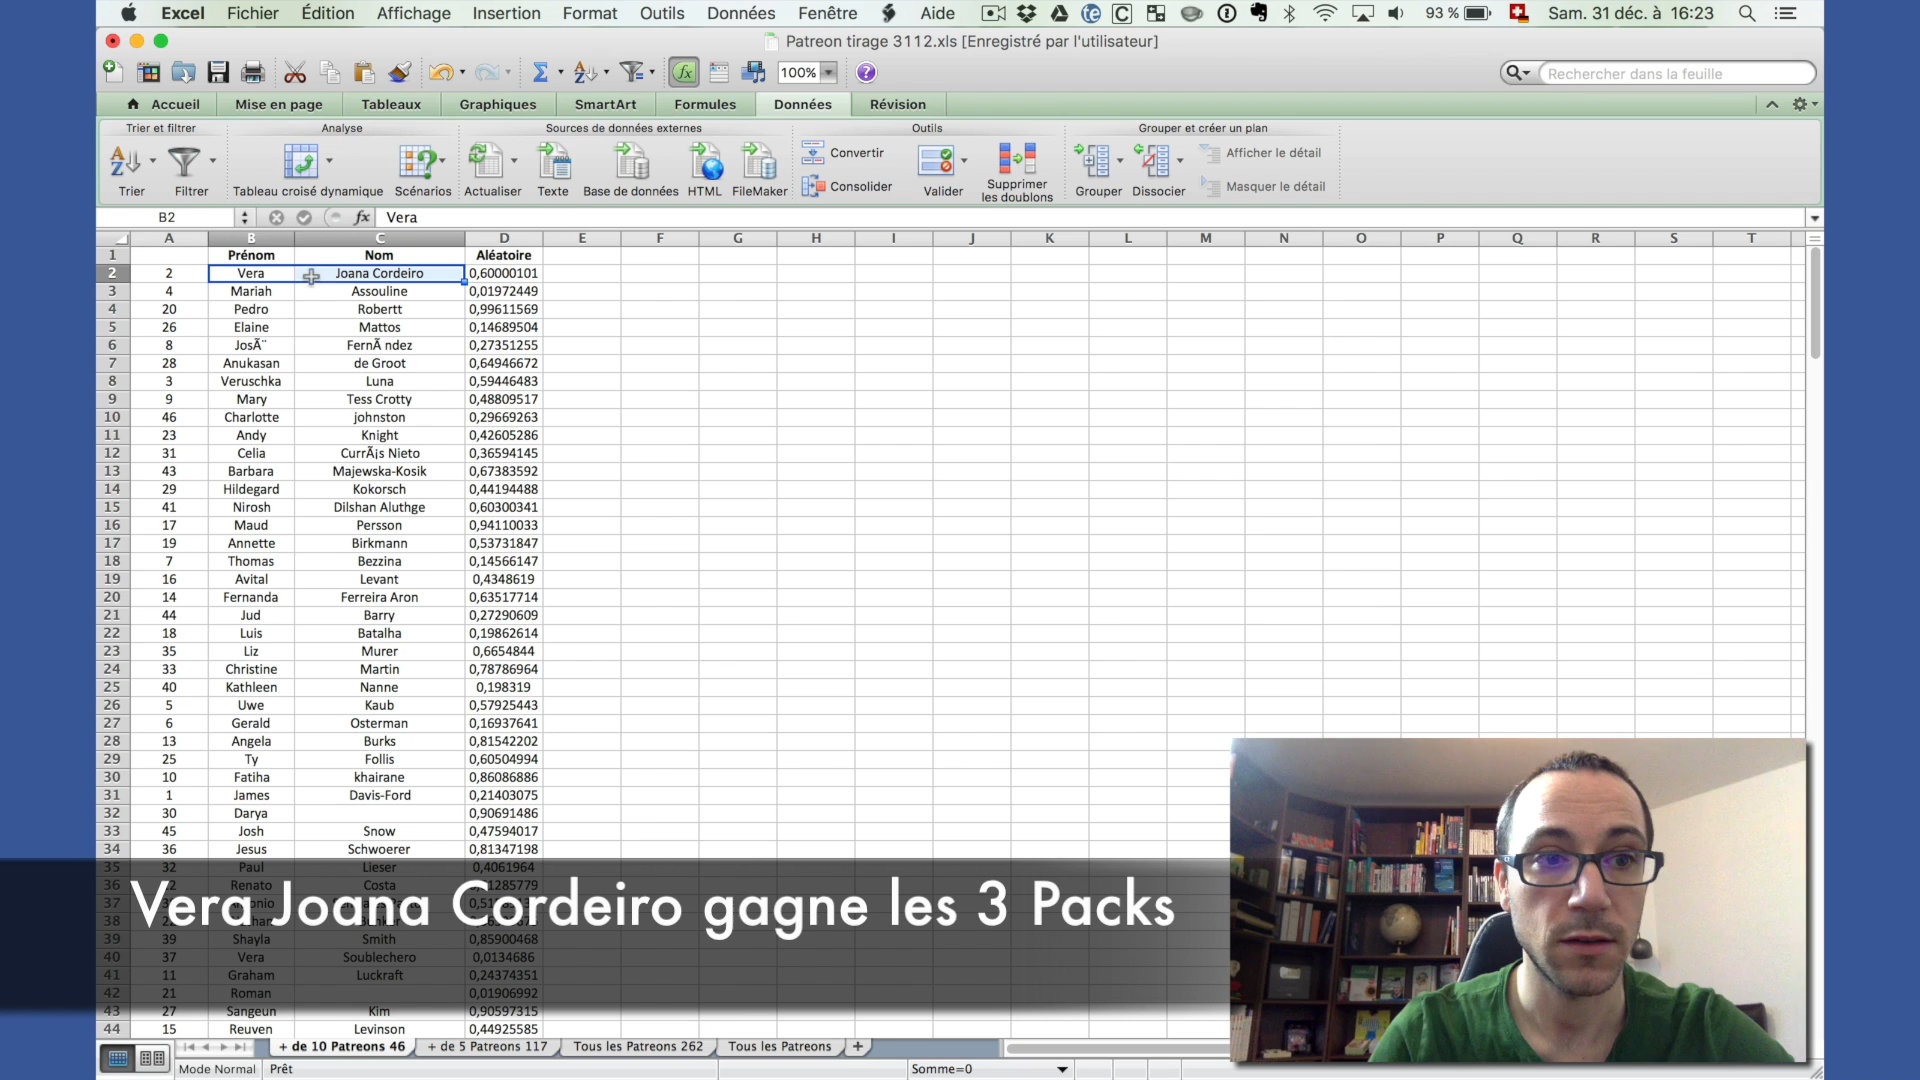 Excel Fichier Édition Affichage Insertion Format Outils Données Fenêtre Aide 93 % Sam. 31 déc. à 16:23
Patreon tirage 3112.xls [Enregistré par l'utilisateur]
100% Rechercher dans la feuille
Accueil Mise en page Tableaux Graphiques SmartArt Formules Données Révision
Trier et filtrer Analyse Sources de données externes Outils Grouper et créer un plan
Convertir Afficher le détail
Consolider Masquer le détail
Trier Filtrer Tableau croisé dynamique Scénarios Actualiser Texte Base de données HTML FileMaker Valider Supprimer les doublons Grouper Dissocier
B2 fx Vera
A B C D E F G H I J K L M N O P Q R S T
1 Prénom Nom Aléatoire
2 2 Vera Joana Cordeiro 0,60000101
3 4 Mariah Assouline 0,01972449
4 20 Pedro Robertt 0,99611569
5 26 Elaine Mattos 0,14689504
6 8 JosÃ¨ FernÃ ndez 0,27351255
7 28 Anukasan de Groot 0,64946672
8 3 Veruschka Luna 0,59446483
9 9 Mary Tess Crotty 0,48809517
10 46 Charlotte johnston 0,29669263
11 23 Andy Knight 0,42605286
12 31 Celia CurrÃ¡s Nieto 0,36594145
13 43 Barbara Majewska-Kosik 0,67383592
14 29 Hildegard Kokorsch 0,44194488
15 41 Nirosh Dilshan Aluthge 0,60300341
16 17 Maud Persson 0,94110033
17 19 Annette Birkmann 0,53731847
18 7 Thomas Bezzina 0,14566147
19 16 Avital Levant 0,4348619
20 14 Fernanda Ferreira Aron 0,63517714
21 44 Jud Barry 0,27290609
22 18 Luis Batalha 0,19862614
23 35 Liz Murer 0,6654844
24 33 Christine Martin 0,78786964
25 40 Kathleen Nanne 0,198319
26 5 Uwe Kaub 0,57925443
27 6 Gerald Osterman 0,16937641
28 13 Angela Burks 0,81542202
29 25 Ty Follis 0,60504994
30 10 Fatiha khairane 0,86086886
31 1 James Davis-Ford 0,21403075
32 30 Darya 0,90691486
33 45 Josh Snow 0,47594017
34 36 Jesus Schwoerer 0,81347198
35 32 Paul Lieser 0,4061964
36 Renato Costa
37
Vera Joana Cordeiro gagne les 3 Packs
38
39 39 Shayla Smith 0,85900468
40 37 Vera Soublechero 0,0134686
41 11 Graham Luckraft 0,24374351
42 21 Roman 0,01906992
43 27 Sangeun Kim 0,90597315
44 15 Reuven Levinson 0,44925585
+ de 10 Patreons 46 + de 5 Patreons 117 Tous les Patreons 262 Tous les Patreons +
Mode Normal Prêt Somme=0